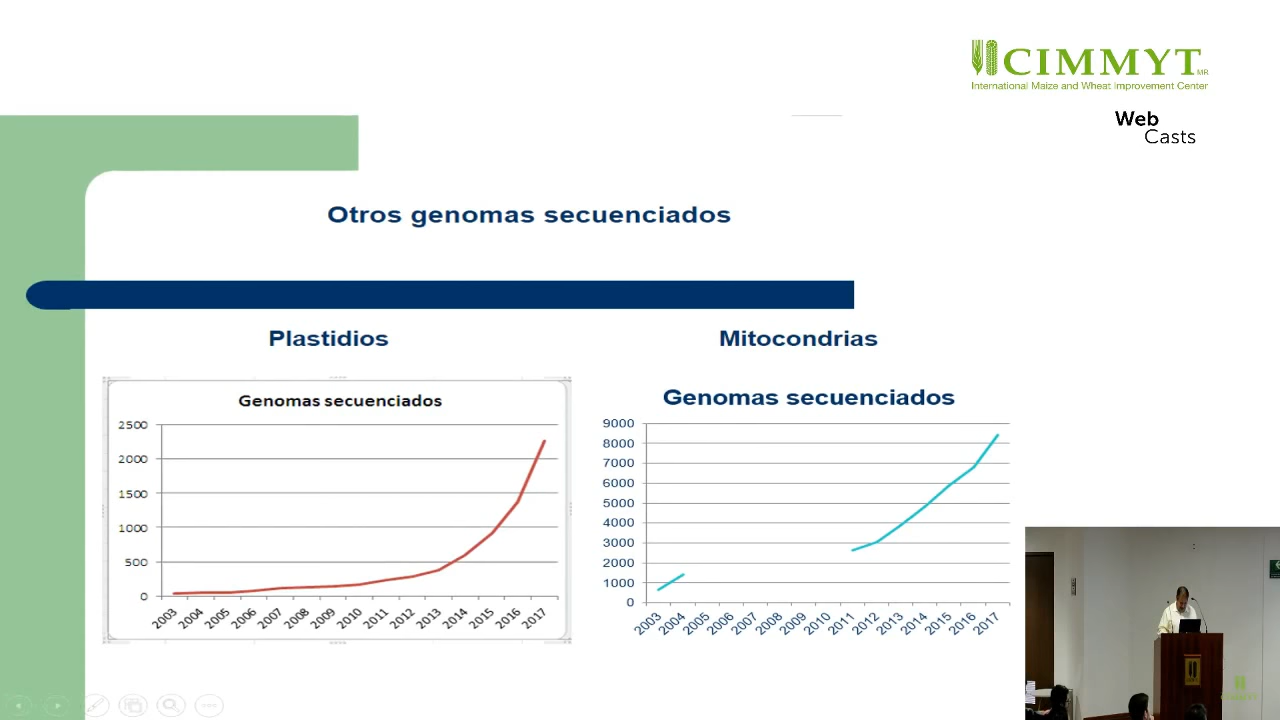 CIMMYT MR
International Maize and Wheat Improvement Center
Web
Casts
Otros genomas secuenciados
Plastidios
Mitocondrias
Genomas secuenciados
2500
2000
1500
1000
500
0
2003 2004 2005 2006 2007 2008 2009 2010 2011 2012 2013 2014 2015 2016 2017
Genomas secuenciados
9000
8000
7000
6000
5000
4000
3000
2000
1000
0
2003 2004 2005 2006 2007 2008 2009 2010 2011 2012 2013 2014 2015 2016 2017